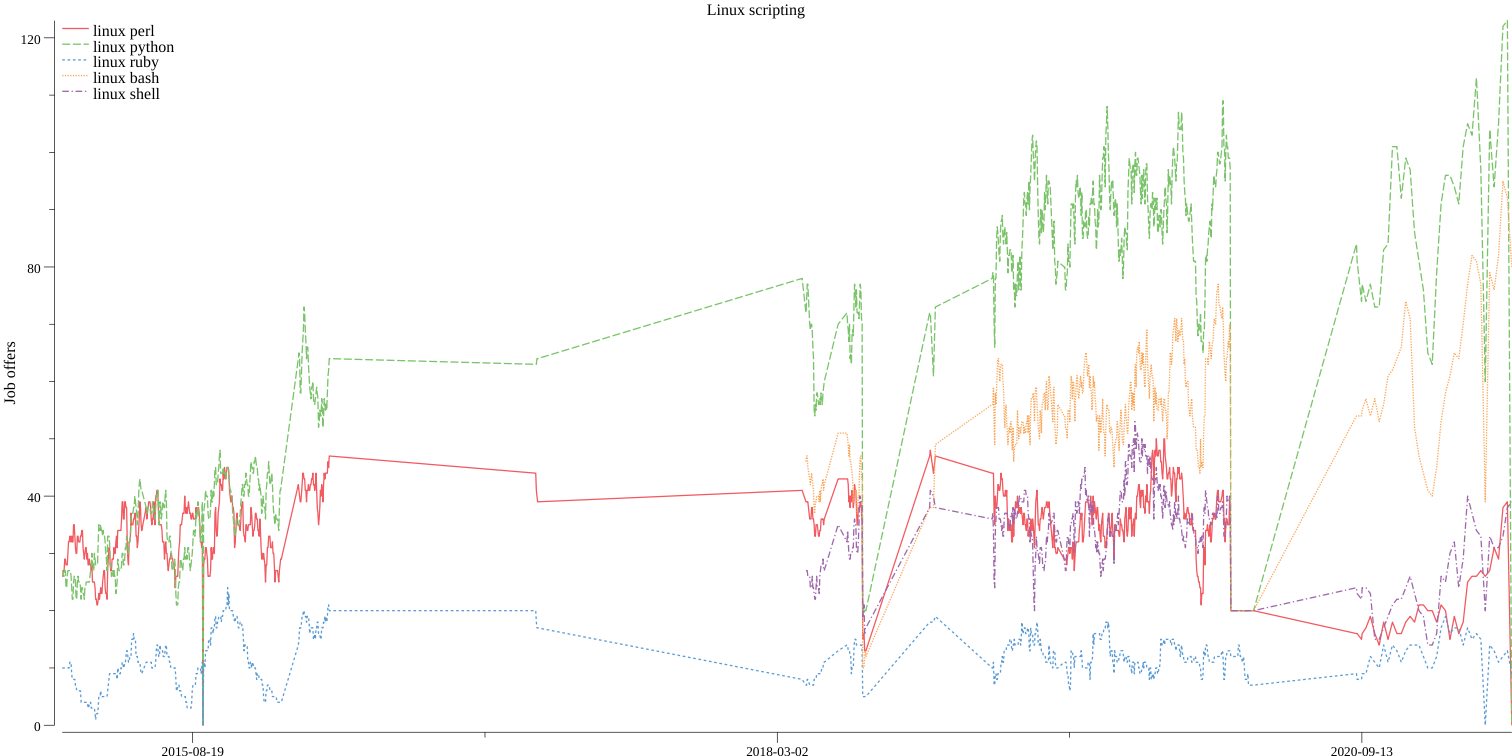 Linux scripting
linux perl
linux python
linux ruby
linux bash
linux shell
Job offers
120
80
40
0
2015-08-19
2018-03-02
2020-09-13